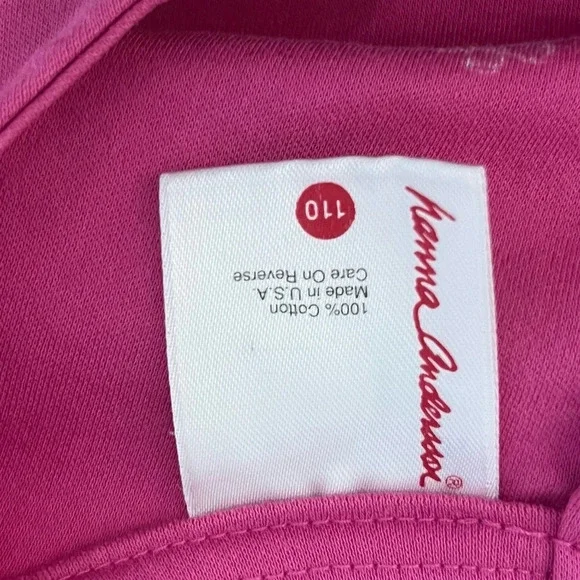 hanna Andersson®
110
100% Cotton
Made in U.S.A.
Care On Reverse